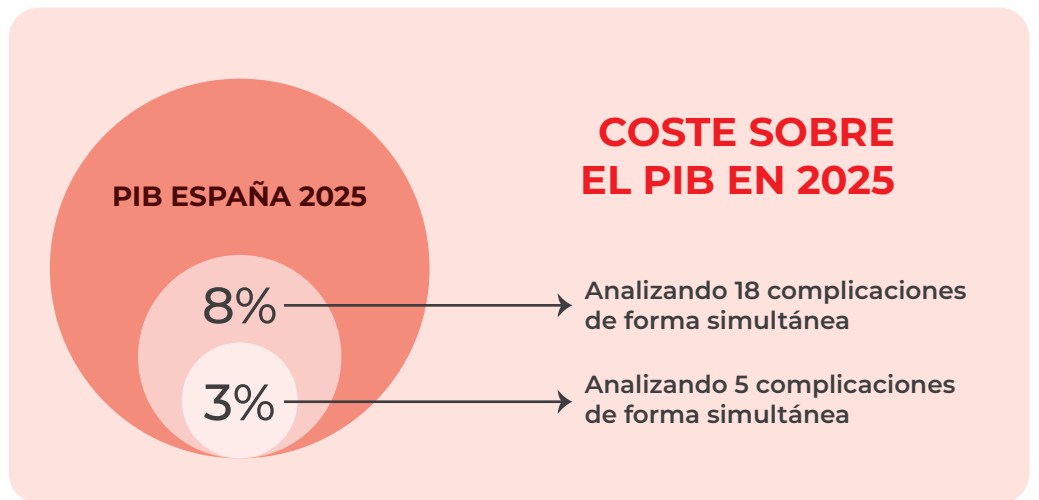 COSTE SOBRE
EL PIB EN 2025
PIB ESPAÑA 2025
8%
Analizando 18 complicaciones
de forma simultánea
3%
Analizando 5 complicaciones
de forma simultánea